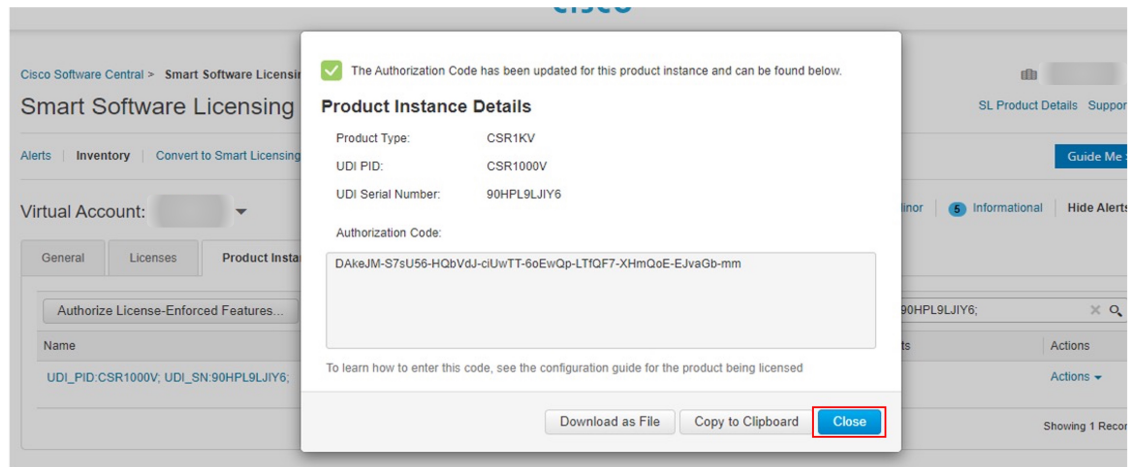 CISCO
Cisco Software Central > Smart Software Licensin
Smart Software Licensing
SL Product Details Suppor
Alerts Inventory Convert to Smart Licensing
Guide Me
Virtual Account:
5 Informational Hide Alerts
General Licenses Product Insta
Authorize License-Enforced Features...
90HPL9LJIY6;
Name
Actions
UDI_PID:CSR1000V; UDI_SN:90HPL9LJIY6;
Actions
Showing 1 Recor
The Authorization Code has been updated for this product instance and can be found below.
Product Instance Details
Product Type: CSR1KV
UDI PID: CSR1000V
UDI Serial Number: 90HPL9LJIY6
Authorization Code:
DAkeJM-S7sU56-HQbVdJ-ciUwTT-6oEwQp-LTfQF7-XHmQoE-EJvaGb-mm
To learn how to enter this code, see the configuration guide for the product being licensed
Download as File Copy to Clipboard Close